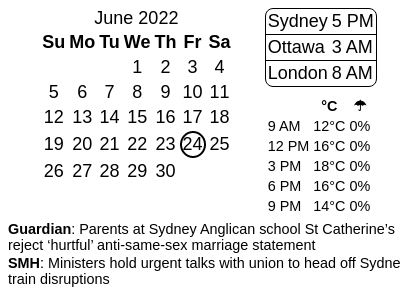 June 2022
Su Mo Tu We Th Fr Sa
1 2 3 4
5 6 7 8 9 10 11
12 13 14 15 16 17 18
19 20 21 22 23 24 25
26 27 28 29 30
Sydney 5 PM
Ottawa 3 AM
London 8 AM
°C ☂
9 AM 12°C 0%
12 PM 16°C 0%
3 PM 18°C 0%
6 PM 16°C 0%
9 PM 14°C 0%
Guardian: Parents at Sydney Anglican school St Catherine’s
reject ‘hurtful’ anti-same-sex marriage statement
SMH: Ministers hold urgent talks with union to head off Sydne
train disruptions